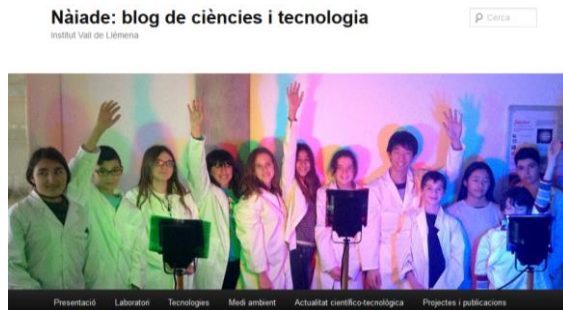 Nàiade: blog de ciències i tecnologia
Institut Vall de Llémena
Cerca
Presentació Laboratori Tecnologies Medi ambient Actualitat científico-tecnològica Projectes i publicacions